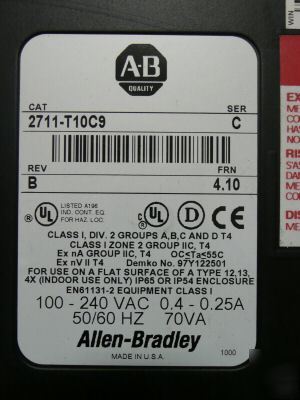 WIN
A-B
QUALITY
CAT SER
2711-T10C9 C
REV FRN
B 4.10
UL LISTED A196
IND. CONT. EQ.
FOR HAZ. LOC.
CLASS I, DIV. 2 GROUPS A,B,C AND D T4
CLASS I ZONE 2 GROUP IIC, T4
Ex nA GROUP IIC, T4 OC≤Ta≤55C
Ex nV II T4 Demko No. 97Y122501
FOR USE ON A FLAT SURFACE OF A TYPE 12,13,
4X (INDOOR USE ONLY) IP65 OR IP54 ENCLOSURE
EN61131-2 EQUIPMENT CLASS I
100 - 240 VAC 0.4 - 0.25A
50/60 HZ 70VA
Allen-Bradley
MADE IN U.S.A. 1000